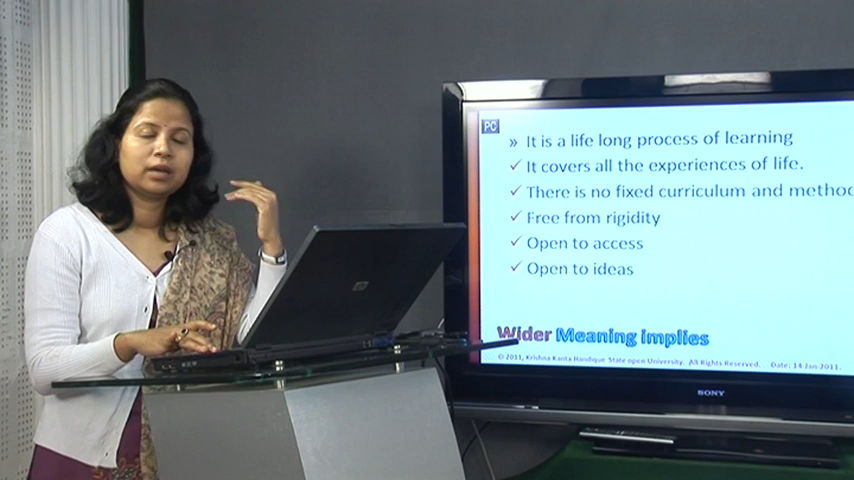 PC
» It is a life long process of learning
✓ It covers all the experiences of life.
✓ There is no fixed curriculum and metho
✓ Free from rigidity
✓ Open to access
✓ Open to ideas
Wider Meaning implies
© 2011, Krishna Kanta Handique State open University. All Rights Reserved. Date: 14-Jan-2011.
SONY
hp